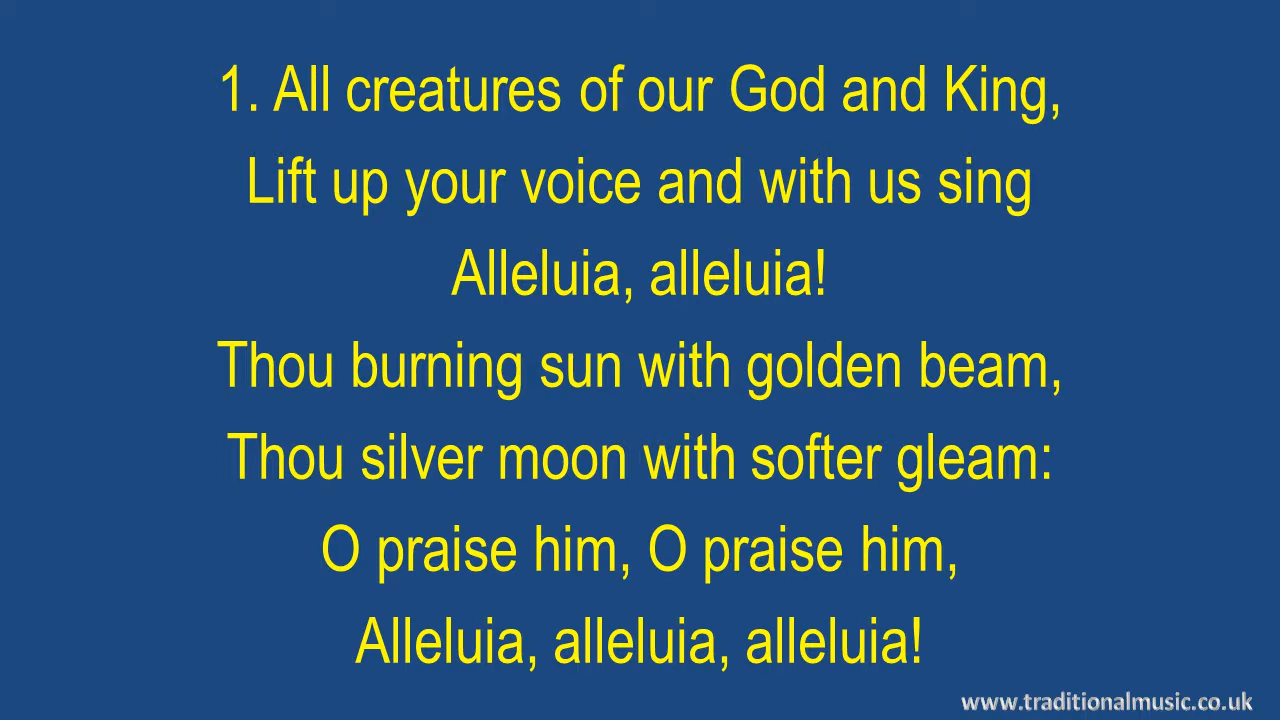 1. All creatures of our God and King,
Lift up your voice and with us sing
Alleluia, alleluia!
Thou burning sun with golden beam,
Thou silver moon with softer gleam:
O praise him, O praise him,
Alleluia, alleluia, alleluia!
www.traditionalmusic.co.uk